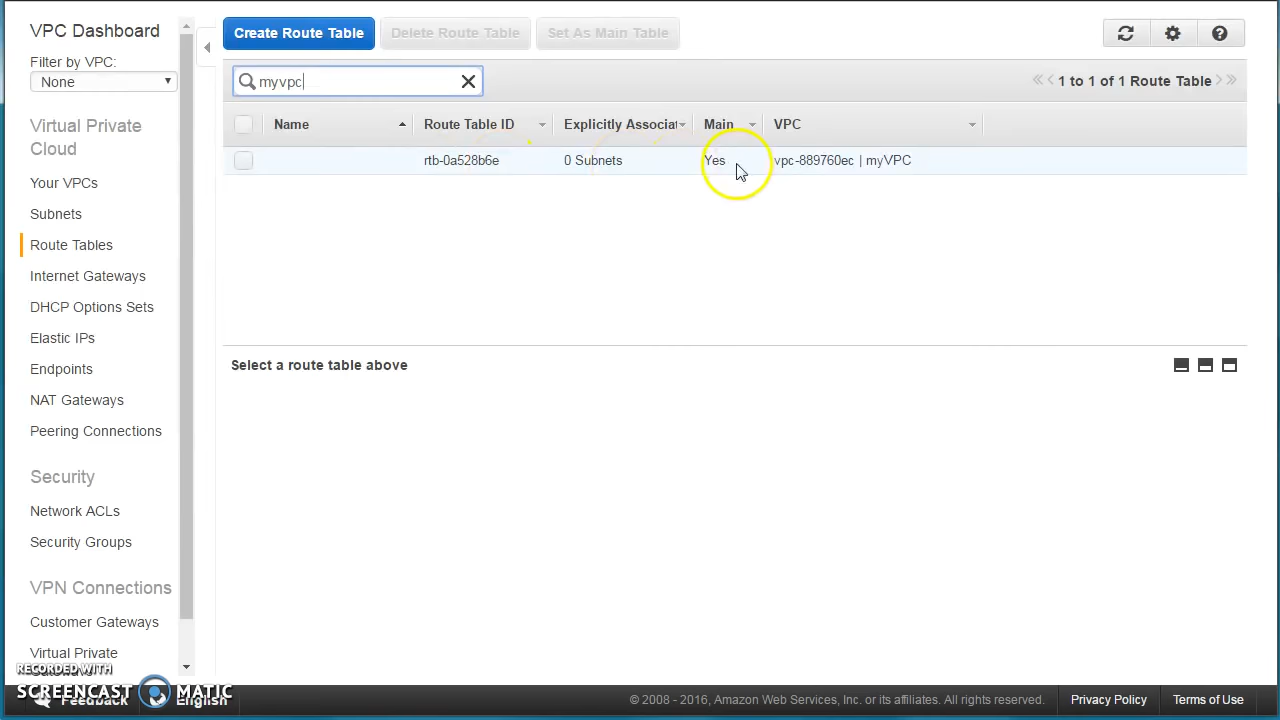 VPC Dashboard
Filter by VPC:
None
Virtual Private
Cloud
Your VPCs
Subnets
Route Tables
Internet Gateways
DHCP Options Sets
Elastic IPs
Endpoints
NAT Gateways
Peering Connections
Security
Network ACLs
Security Groups
VPN Connections
Customer Gateways
Virtual Private
Create Route Table
Delete Route Table
Set As Main Table
myvpc
1 to 1 of 1 Route Table
Name Route Table ID Explicitly Associat Main VPC
rtb-0a528b6e 0 Subnets Yes vpc-889760ec | myVPC
Select a route table above
RECORDED WITH
SCREENCAST MATIC
Feedback English
© 2008 - 2016, Amazon Web Services, Inc. or its affiliates. All rights reserved. Privacy Policy Terms of Use